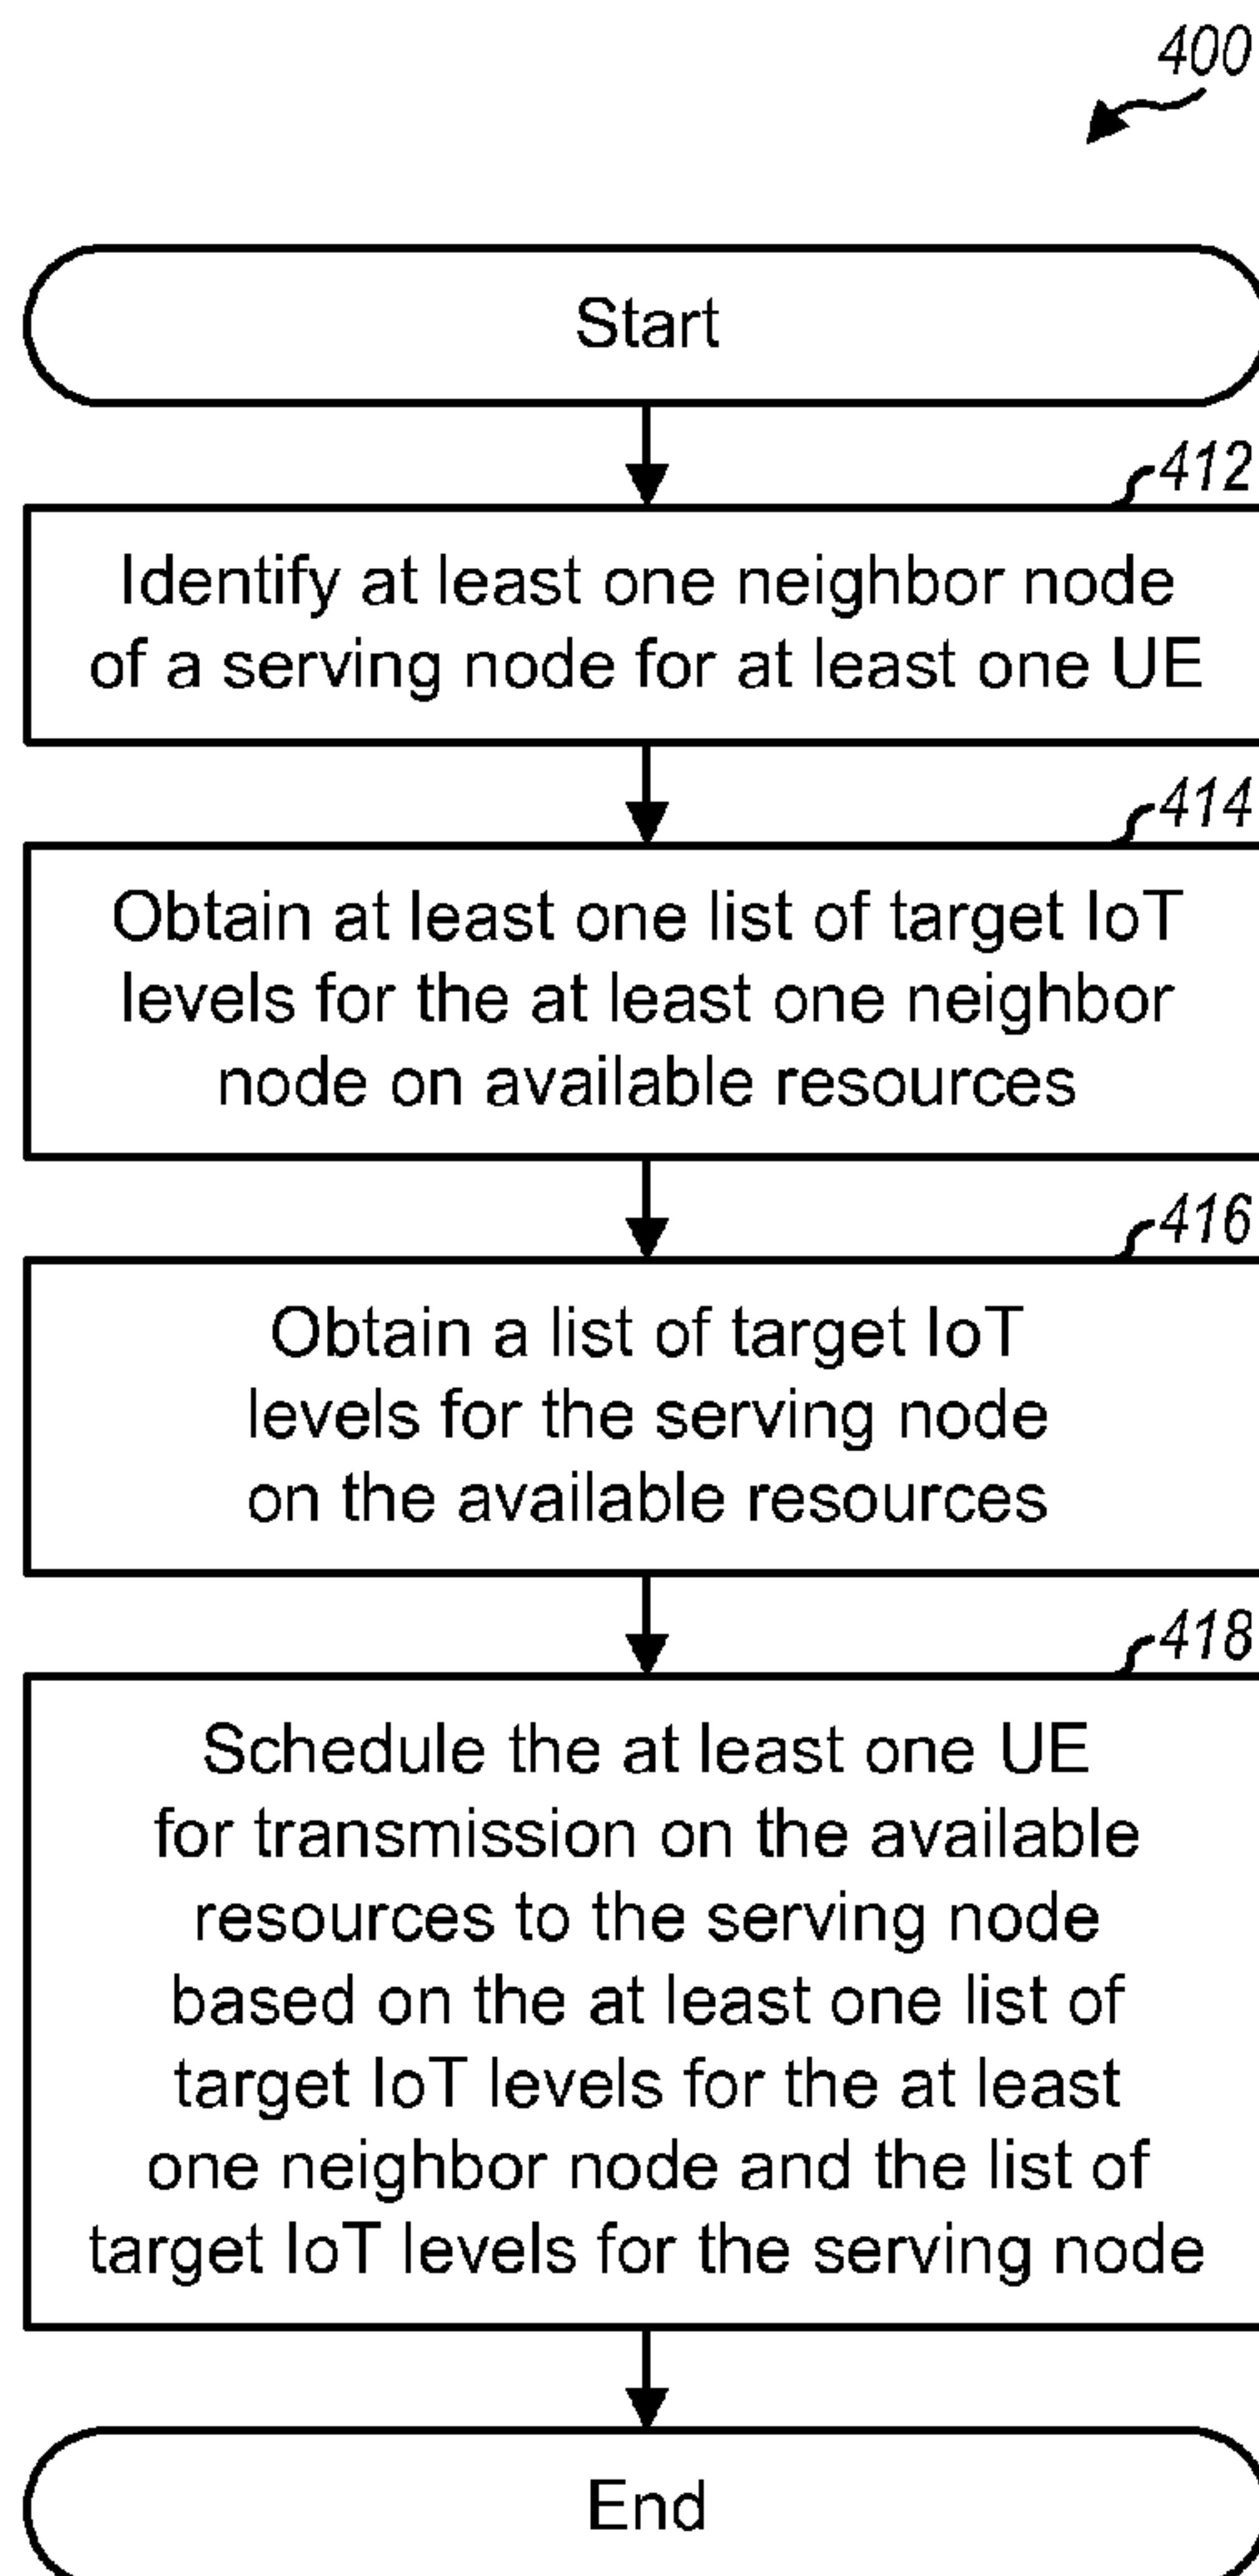 400
Start
412
Identify at least one neighbor node
of a serving node for at least one UE
414
Obtain at least one list of target IoT
levels for the at least one neighbor
node on available resources
416
Obtain a list of target IoT
levels for the serving node
on the available resources
418
Schedule the at least one UE
for transmission on the available
resources to the serving node
based on the at least one list of
target IoT levels for the at least
one neighbor node and the list of
target IoT levels for the serving node
End